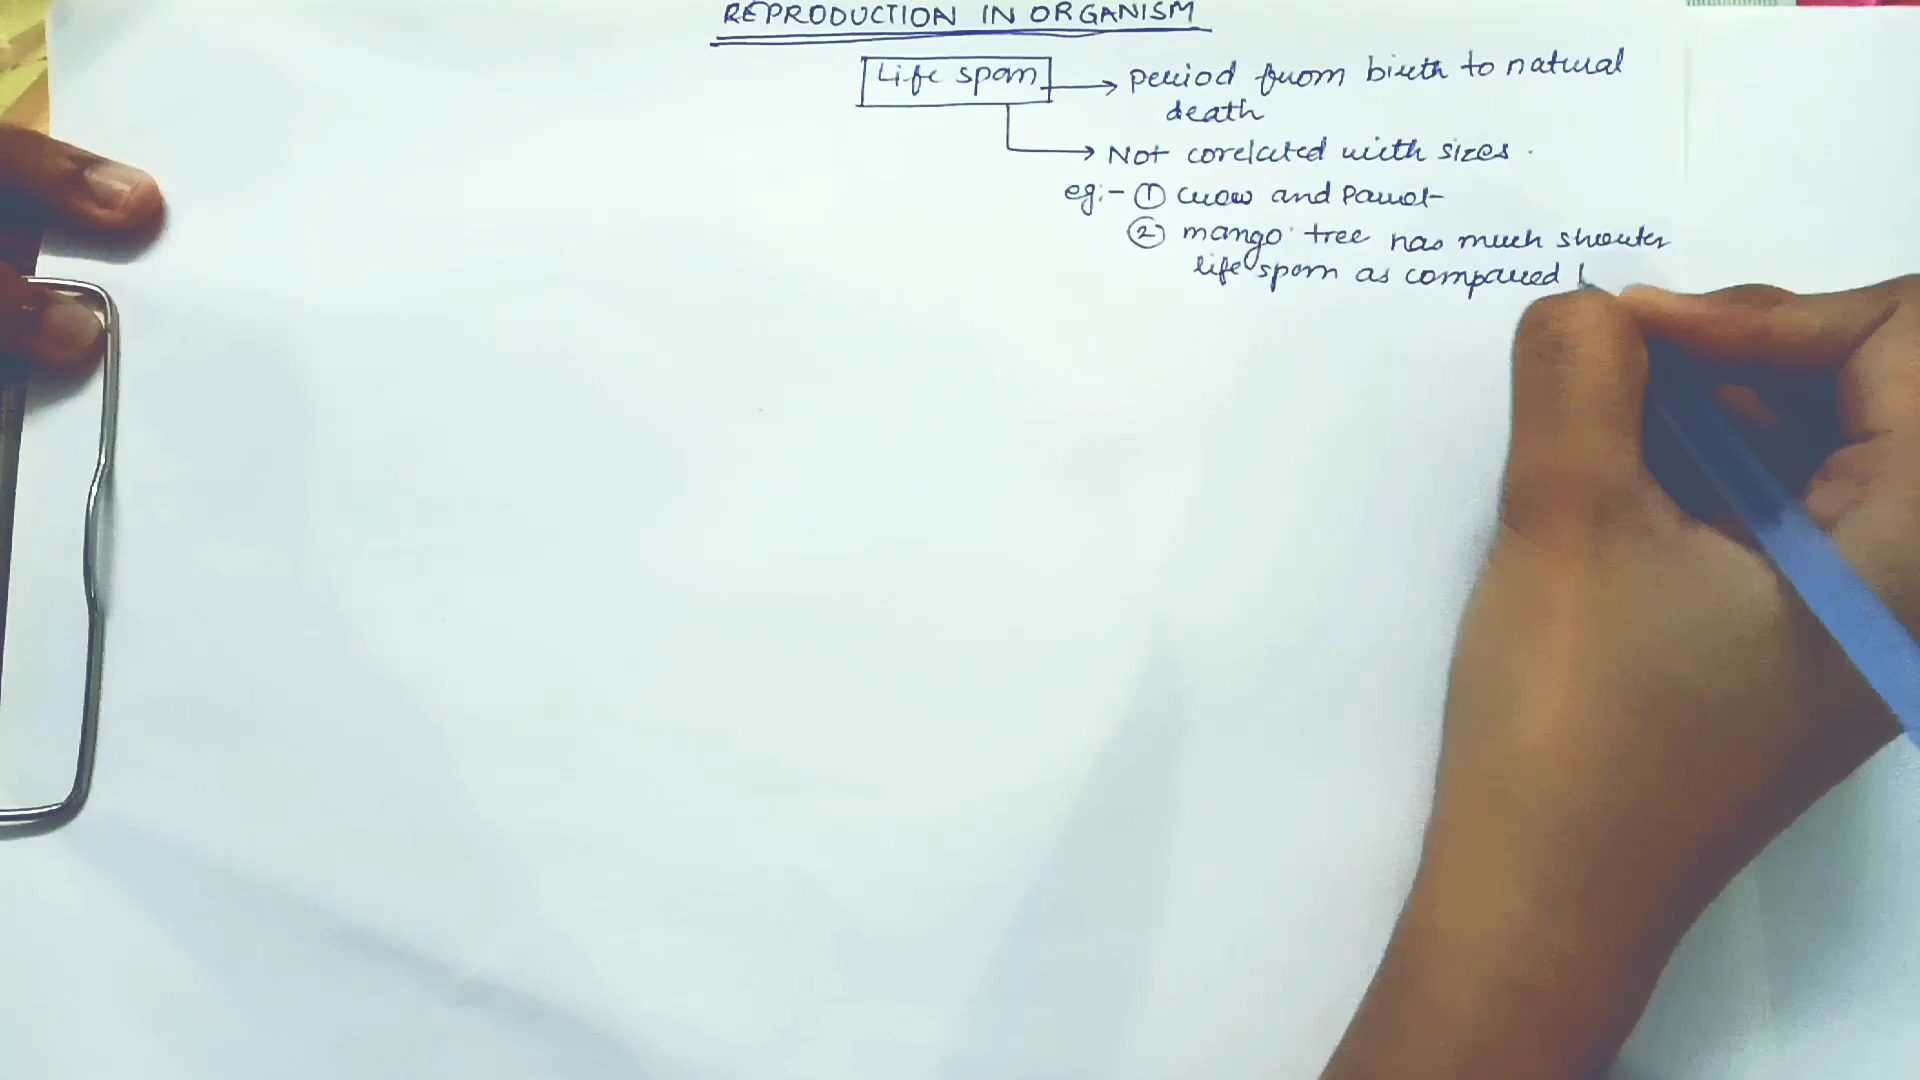 REPRODUCTION IN ORGANISM
Life span → period from birth to natural
death
→ Not corelated with sizes.
eg:- ① crow and Parrot
② mango tree has much shorter
life span as compared